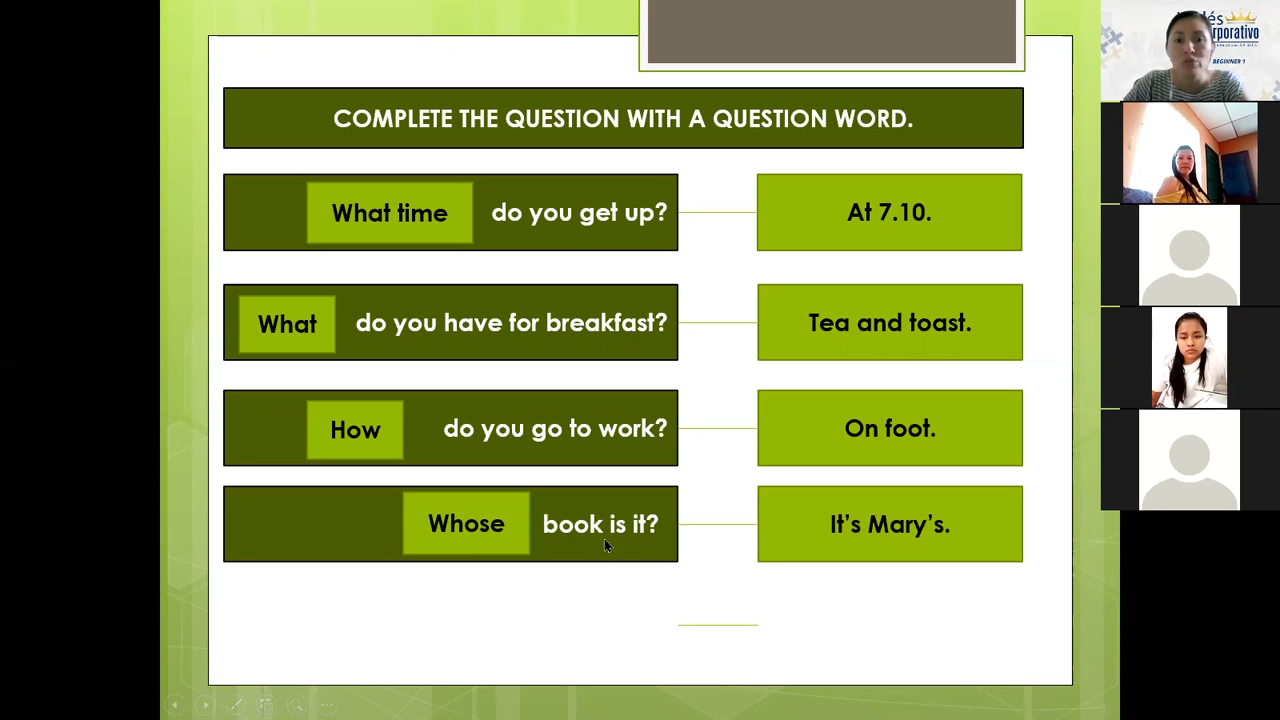 COMPLETE THE QUESTION WITH A QUESTION WORD.
What time do you get up?
At 7.10.
What do you have for breakfast?
Tea and toast.
How do you go to work?
On foot.
Whose book is it?
It's Mary's.
BEGINNER 1